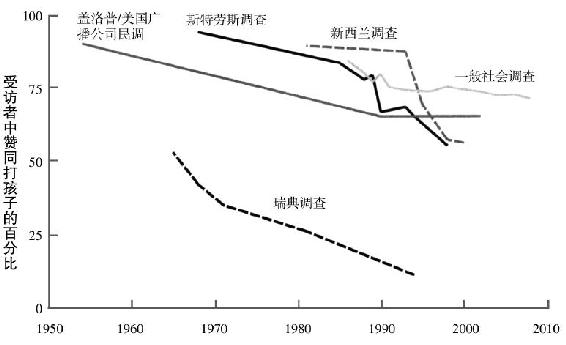 盖洛普/美国广
播公司民调
斯特劳斯调查
新西兰调查
一般社会调查
瑞典调查
受访者中赞同打孩子的百分比
100
75
50
25
0
1950 1960 1970 1980 1990 2000 2010